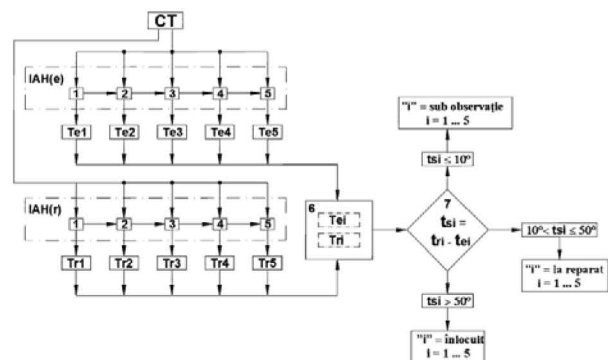 CT
IAH(e)
1 2 3 4 5
Te1 Te2 Te3 Te4 Te5
IAH(r)
1 2 3 4 5
Tr1 Tr2 Tr3 Tr4 Tr5
6
Tei
Tri
7
tsi =
tri - tei
"i" = sub observație
i = 1 ... 5
tsi ≤ 10°
10°< tsi ≤ 50°
"i" = la reparat
i = 1 ... 5
tsi > 50°
"i" = înlocuit
i = 1 ... 5